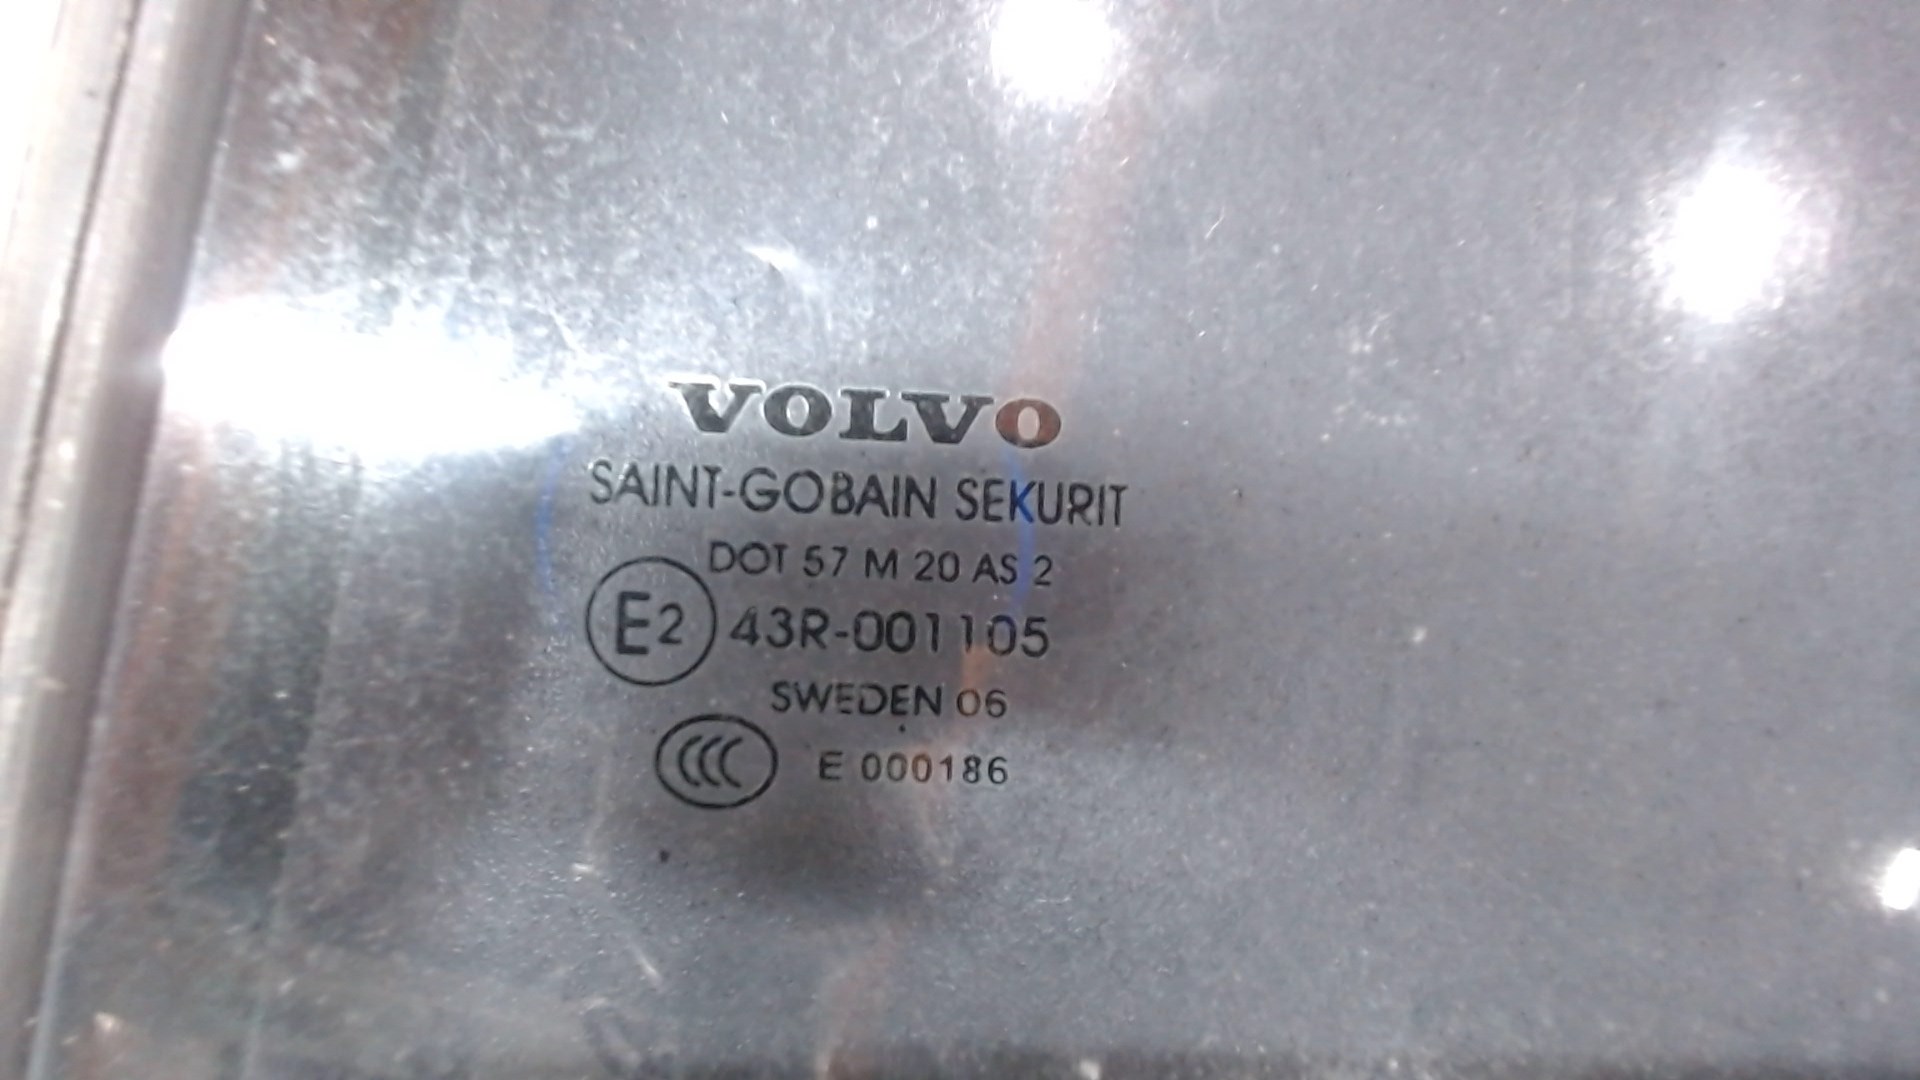 VOLVO
SAINT-GOBAIN SEKURIT
DOT 57 M 20 AS 2
E2 43R-001105
SWEDEN 06
CCC E 000186